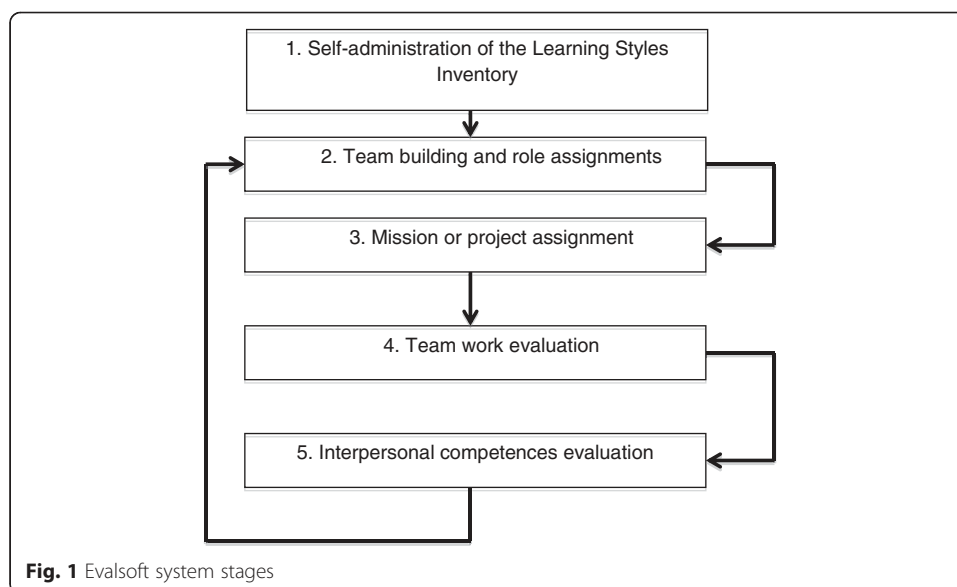 1. Self-administration of the Learning Styles
Inventory
2. Team building and role assignments
3. Mission or project assignment
4. Team work evaluation
5. Interpersonal competences evaluation
Fig. 1 Evalsoft system stages